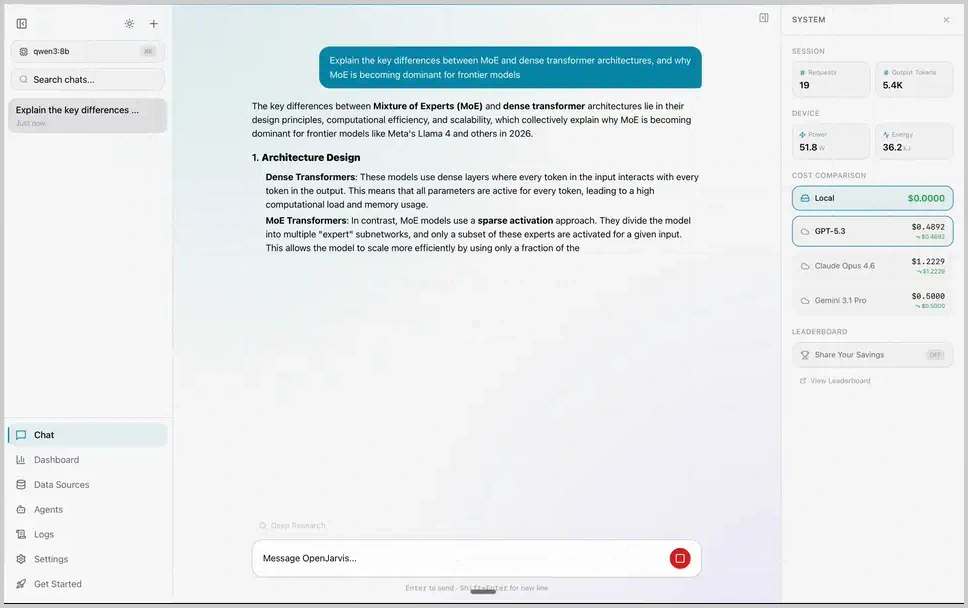 qwen3:8b
Search chats...
Explain the key differences ...
Just now
Chat
Dashboard
Data Sources
Agents
Logs
Settings
Get Started
Explain the key differences between MoE and dense transformer architectures, and why
MoE is becoming dominant for frontier models
The key differences between Mixture of Experts (MoE) and dense transformer architectures lie in their
design principles, computational efficiency, and scalability, which collectively explain why MoE is becoming
dominant for frontier models like Meta's Llama 4 and others in 2026.
1. Architecture Design
Dense Transformers: These models use dense layers where every token in the input interacts with every
token in the output. This means that all parameters are active for every token, leading to a high
computational load and memory usage.
MoE Transformers: In contrast, MoE models use a sparse activation approach. They divide the model
into multiple "expert" subnetworks, and only a subset of these experts are activated for a given input.
This allows the model to scale more efficiently by using only a fraction of the
Deep Research
Message OpenJarvis...
Enter to send · Shift+Enter for new line
SYSTEM
SESSION
# Requests
19
# Output Tokens
5.4K
DEVICE
Power
51.8 W
Energy
36.2 kJ
COST COMPARISON
Local $0.0000
GPT-5.3 $0.4892
$0.4892
Claude Opus 4.6 $1.2229
$1.2229
Gemini 3.1 Pro $0.5000
$0.5000
LEADERBOARD
Share Your Savings OFF
View Leaderboard